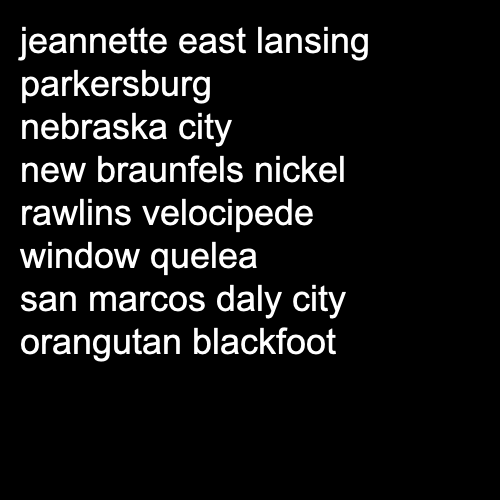 jeannette east lansing
parkersburg
nebraska city
new braunfels nickel
rawlins velocipede
window quelea
san marcos daly city
orangutan blackfoot